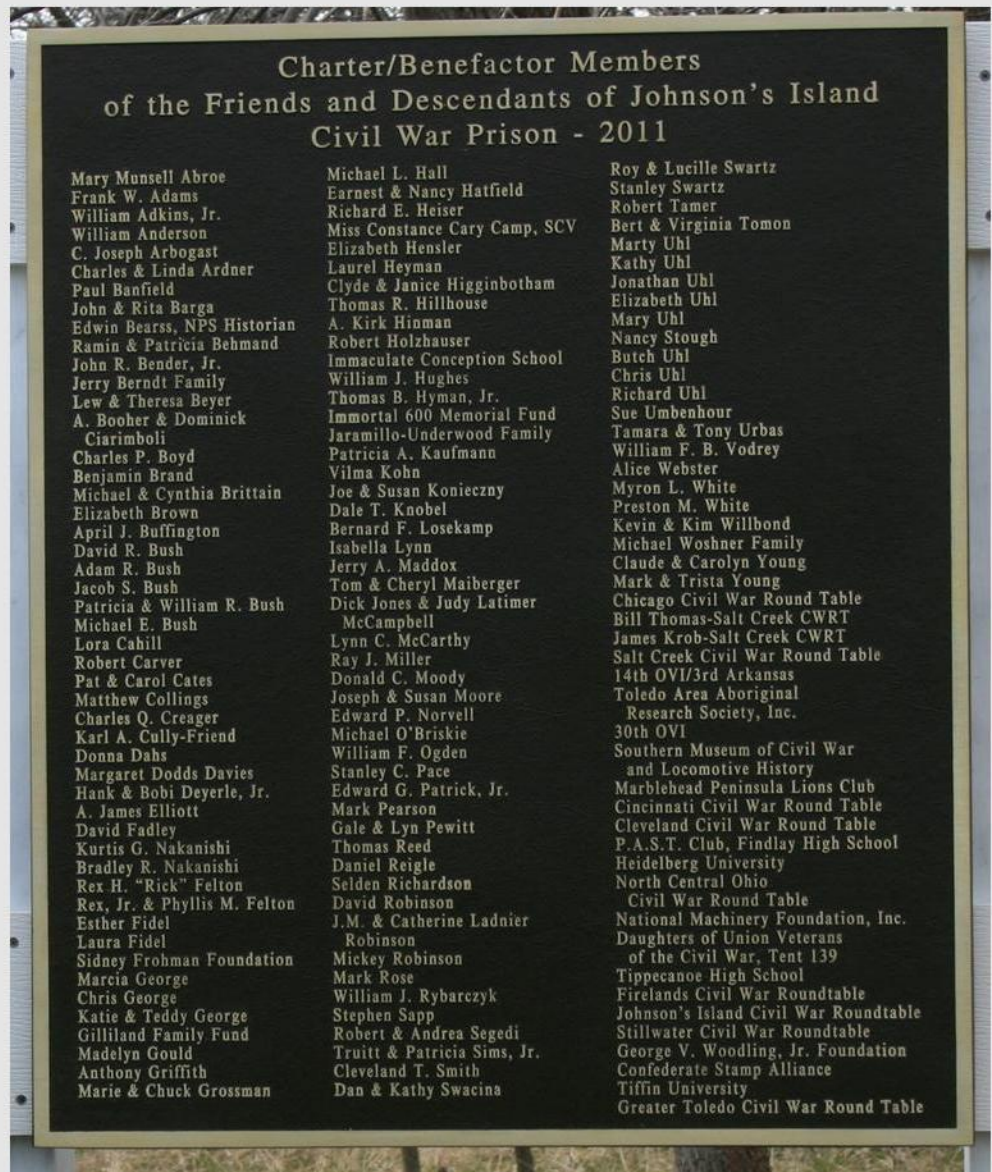 Charter/Benefactor Members
of the Friends and Descendants of Johnson's Island
Civil War Prison - 2011
Mary Munsell Abroe
Frank W. Adams
William Adkins, Jr.
William Anderson
C. Joseph Arbogast
Charles & Linda Ardner
Paul Banfield
John & Rita Barga
Edwin Bearss, NPS Historian
Ramin & Patricia Behmand
John R. Bender, Jr.
Jerry Berndt Family
Lew & Theresa Beyer
A. Booher & Dominick
Ciarimboli
Charles P. Boyd
Benjamin Brand
Michael & Cynthia Brittain
Elizabeth Brown
April J. Buffington
David R. Bush
Adam R. Bush
Jacob S. Bush
Patricia & William R. Bush
Michael E. Bush
Lora Cahill
Robert Carver
Pat & Carol Cates
Matthew Collings
Charles Q. Creager
Karl A. Cully-Friend
Donna Dahs
Margaret Dodds Davies
Hank & Bobi Deyerle, Jr.
A. James Elliott
David Fadley
Kurtis G. Nakanishi
Bradley R. Nakanishi
Rex H. "Rick" Felton
Rex, Jr. & Phyllis M. Felton
Esther Fidel
Laura Fidel
Sidney Frohman Foundation
Marcia George
Chris George
Katie & Teddy George
Gilliland Family Fund
Madelyn Gould
Anthony Griffith
Marie & Chuck Grossman
Michael L. Hall
Earnest & Nancy Hatfield
Richard E. Heiser
Miss Constance Cary Camp, SCV
Elizabeth Hensler
Laurel Heyman
Clyde & Janice Higginbotham
Thomas R. Hillhouse
A. Kirk Hinman
Robert Holzhauser
Immaculate Conception School
William J. Hughes
Thomas B. Hyman, Jr.
Immortal 600 Memorial Fund
Jaramillo-Underwood Family
Patricia A. Kaufmann
Vilma Kohn
Joe & Susan Konieczny
Dale T. Knobel
Bernard F. Losekamp
Isabella Lynn
Jerry A. Maddox
Tom & Cheryl Maiberger
Dick Jones & Judy Latimer
McCampbell
Lynn C. McCarthy
Ray J. Miller
Donald C. Moody
Joseph & Susan Moore
Edward P. Norvell
Michael O'Briskie
William F. Ogden
Stanley C. Pace
Edward G. Patrick, Jr.
Mark Pearson
Gale & Lyn Pewitt
Thomas Reed
Daniel Reigle
Selden Richardson
David Robinson
J.M. & Catherine Ladnier
Robinson
Mickey Robinson
Mark Rose
William J. Rybarczyk
Stephen Sapp
Robert & Andrea Segedi
Truitt & Patricia Sims, Jr.
Cleveland T. Smith
Dan & Kathy Swacina
Roy & Lucille Swartz
Stanley Swartz
Robert Tamer
Bert & Virginia Tomon
Marty Uhl
Kathy Uhl
Jonathan Uhl
Elizabeth Uhl
Mary Uhl
Nancy Stough
Butch Uhl
Chris Uhl
Richard Uhl
Sue Umbenhour
Tamara & Tony Urbas
William F. B. Vodrey
Alice Webster
Myron L. White
Preston M. White
Kevin & Kim Willbond
Michael Woshner Family
Claude & Carolyn Young
Mark & Trista Young
Chicago Civil War Round Table
Bill Thomas-Salt Creek CWRT
James Krob-Salt Creek CWRT
Salt Creek Civil War Round Table
14th OVI/3rd Arkansas
Toledo Area Aboriginal
Research Society, Inc.
30th OVI
Southern Museum of Civil War
and Locomotive History
Marblehead Peninsula Lions Club
Cincinnati Civil War Round Table
Cleveland Civil War Round Table
P.A.S.T. Club, Findlay High School
Heidelberg University
North Central Ohio
Civil War Round Table
National Machinery Foundation, Inc.
Daughters of Union Veterans
of the Civil War, Tent 139
Tippecanoe High School
Firelands Civil War Roundtable
Johnson's Island Civil War Roundtable
Stillwater Civil War Roundtable
George V. Woodling, Jr. Foundation
Confederate Stamp Alliance
Tiffin University
Greater Toledo Civil War Round Table